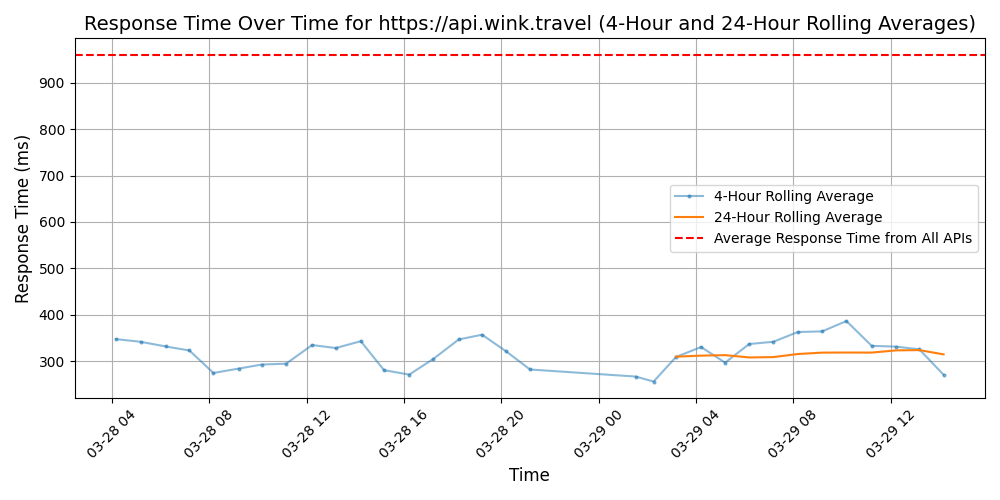 Response Time Over Time for https://api.wink.travel (4-Hour and 24-Hour Rolling Averages)
Response Time (ms)
900
800
700
600
500
400
300
4-Hour Rolling Average
24-Hour Rolling Average
Average Response Time from All APIs
03-28 04
03-28 08
03-28 12
03-28 16
03-28 20
03-29 00
03-29 04
03-29 08
03-29 12
Time